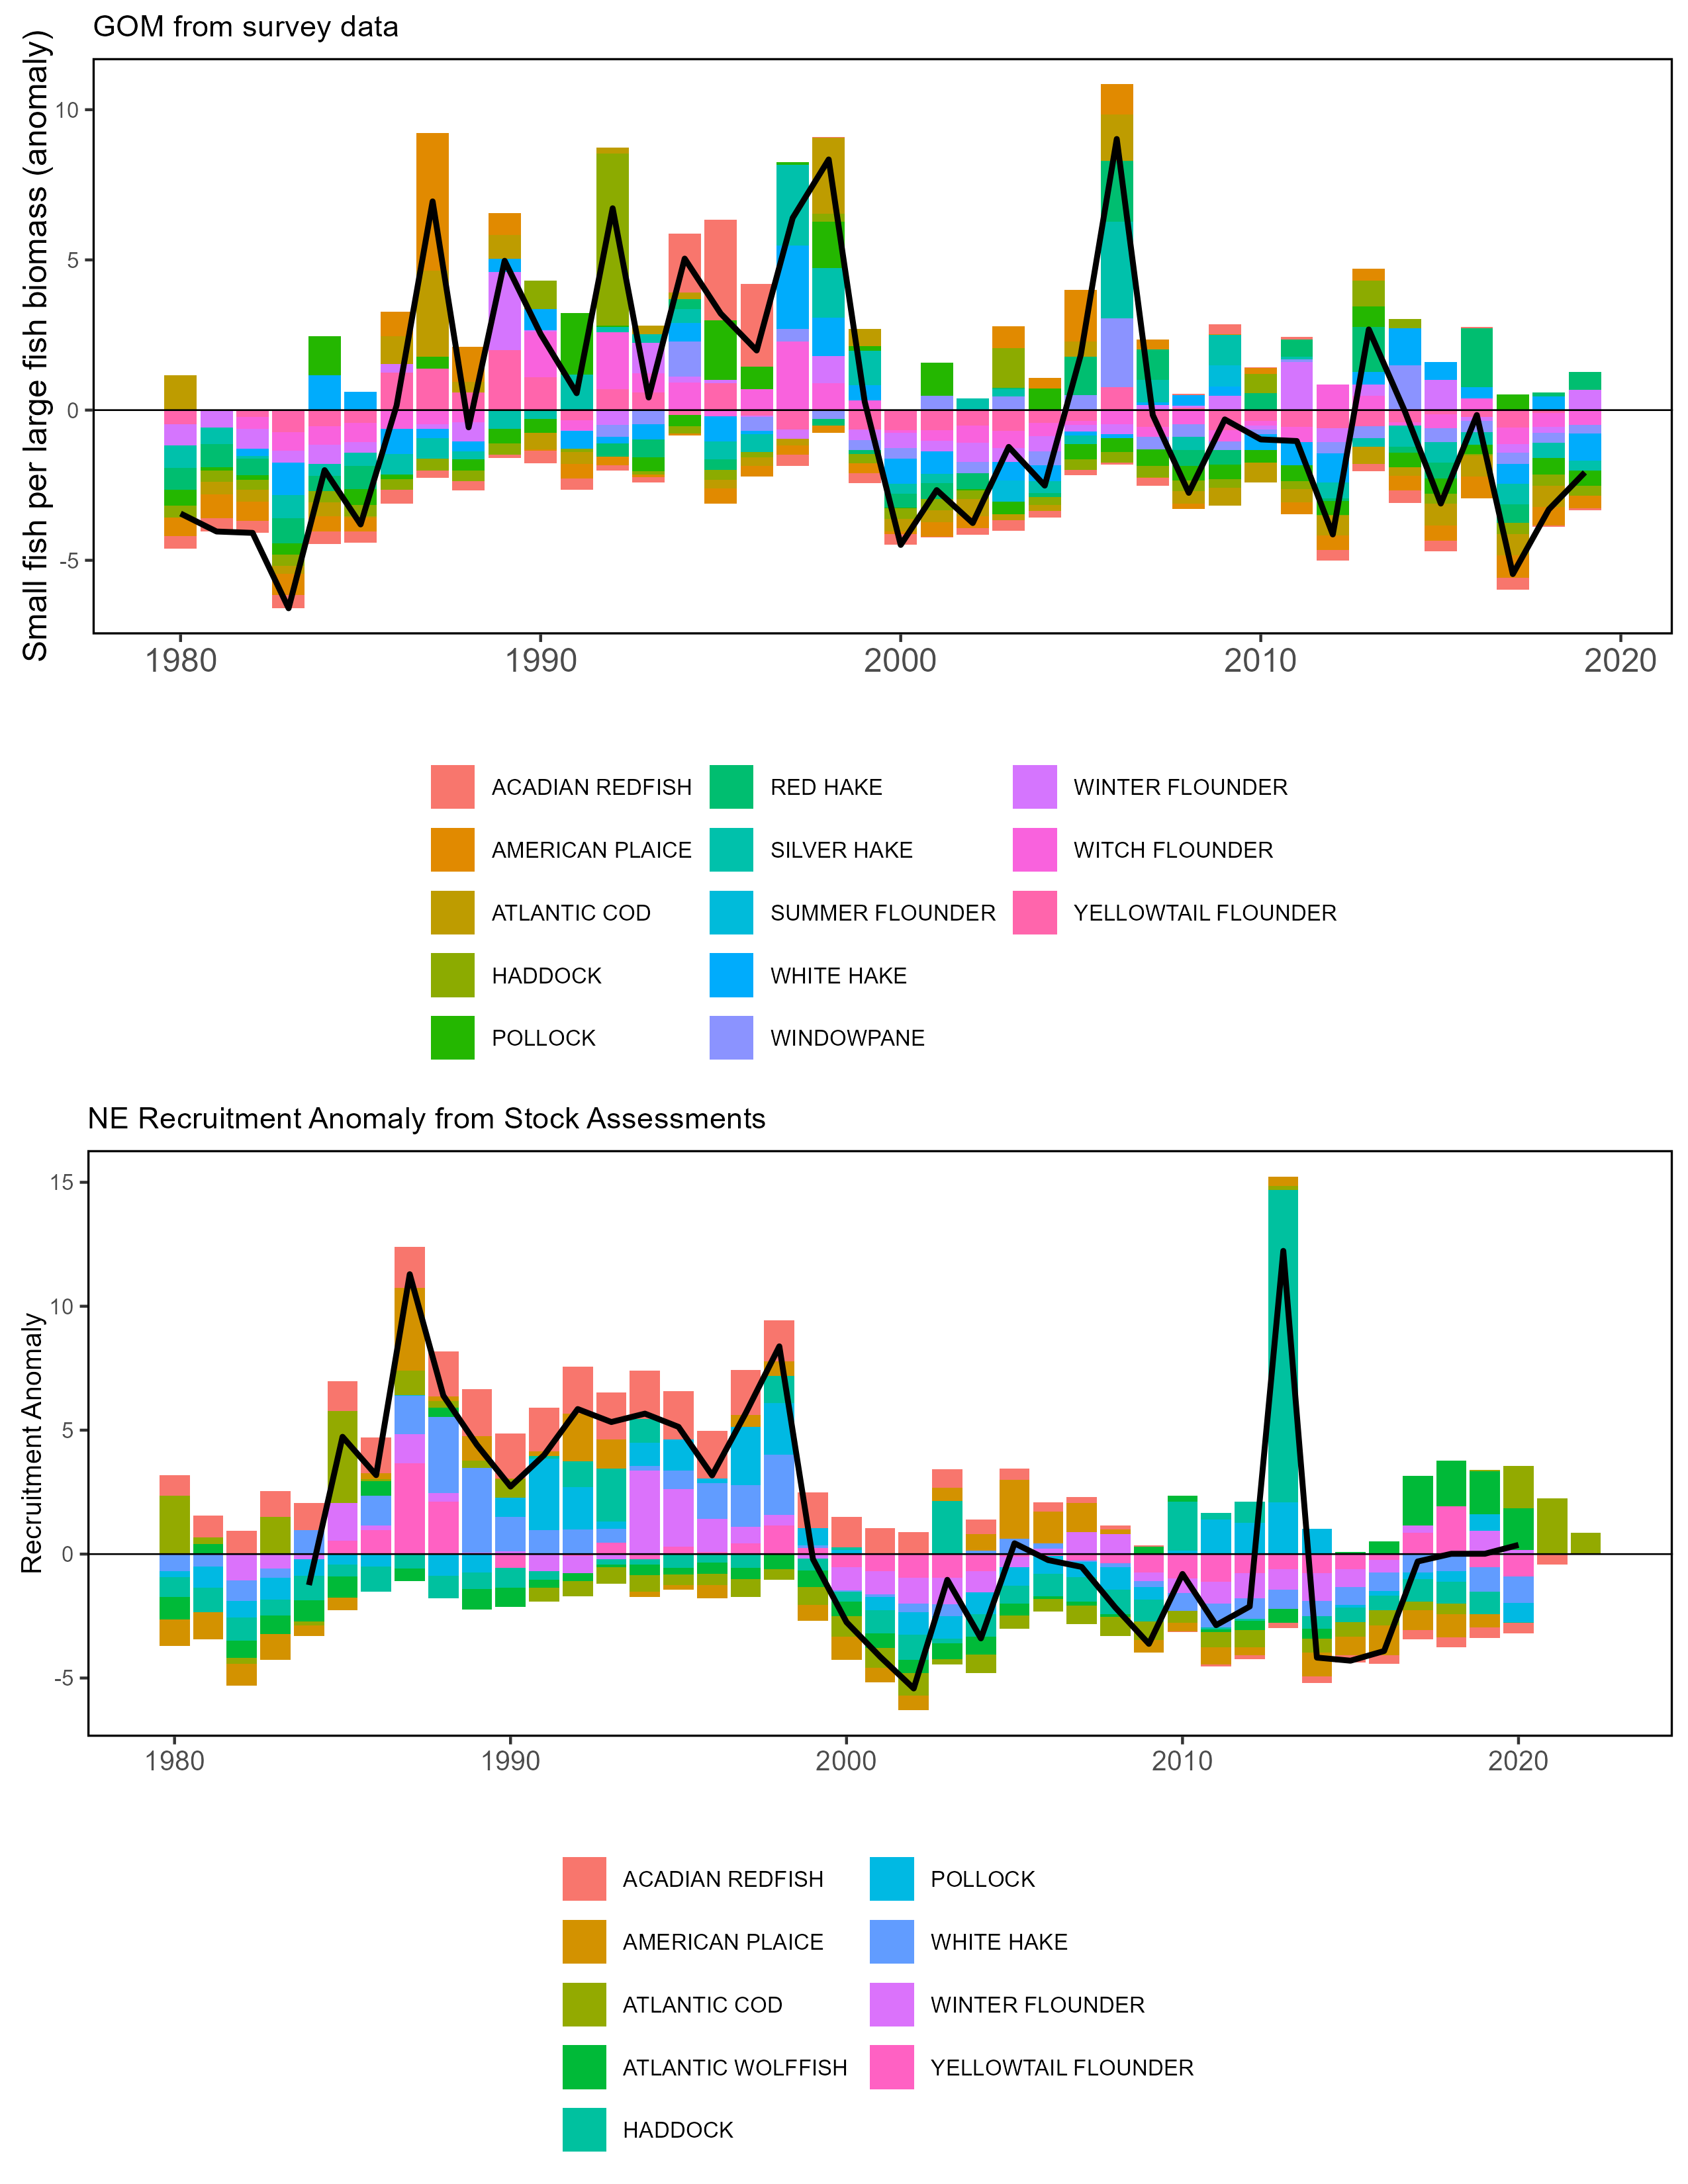 GOM from survey data
Small fish per large fish biomass (anomaly)
10
5
0
-5
1980 1990 2000 2010 2020
ACADIAN REDFISH RED HAKE WINTER FLOUNDER
AMERICAN PLAICE SILVER HAKE WITCH FLOUNDER
ATLANTIC COD SUMMER FLOUNDER YELLOWTAIL FLOUNDER
HADDOCK WHITE HAKE
POLLOCK WINDOWPANE
NE Recruitment Anomaly from Stock Assessments
Recruitment Anomaly
15
10
5
0
-5
1980 1990 2000 2010 2020
ACADIAN REDFISH POLLOCK
AMERICAN PLAICE WHITE HAKE
ATLANTIC COD WINTER FLOUNDER
ATLANTIC WOLFFISH YELLOWTAIL FLOUNDER
HADDOCK